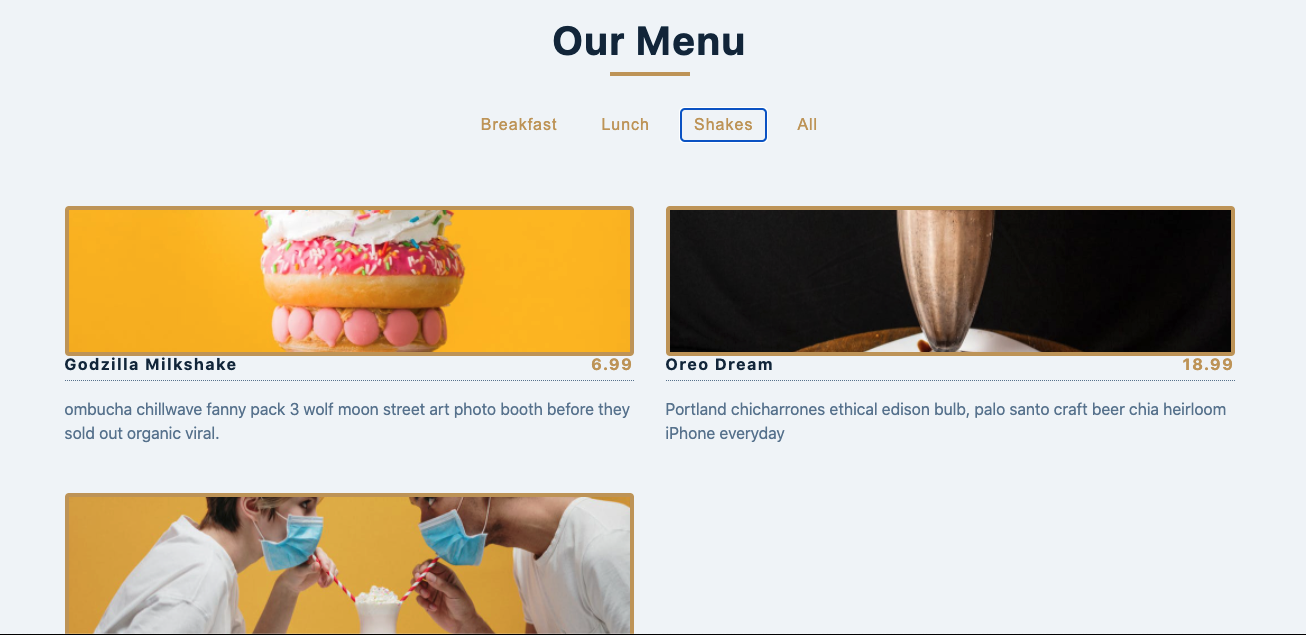 Our Menu
Breakfast Lunch Shakes All
Godzilla Milkshake 6.99
ombucha chillwave fanny pack 3 wolf moon street art photo booth before they
sold out organic viral.
Oreo Dream 18.99
Portland chicharrones ethical edison bulb, palo santo craft beer chia heirloom
iPhone everyday